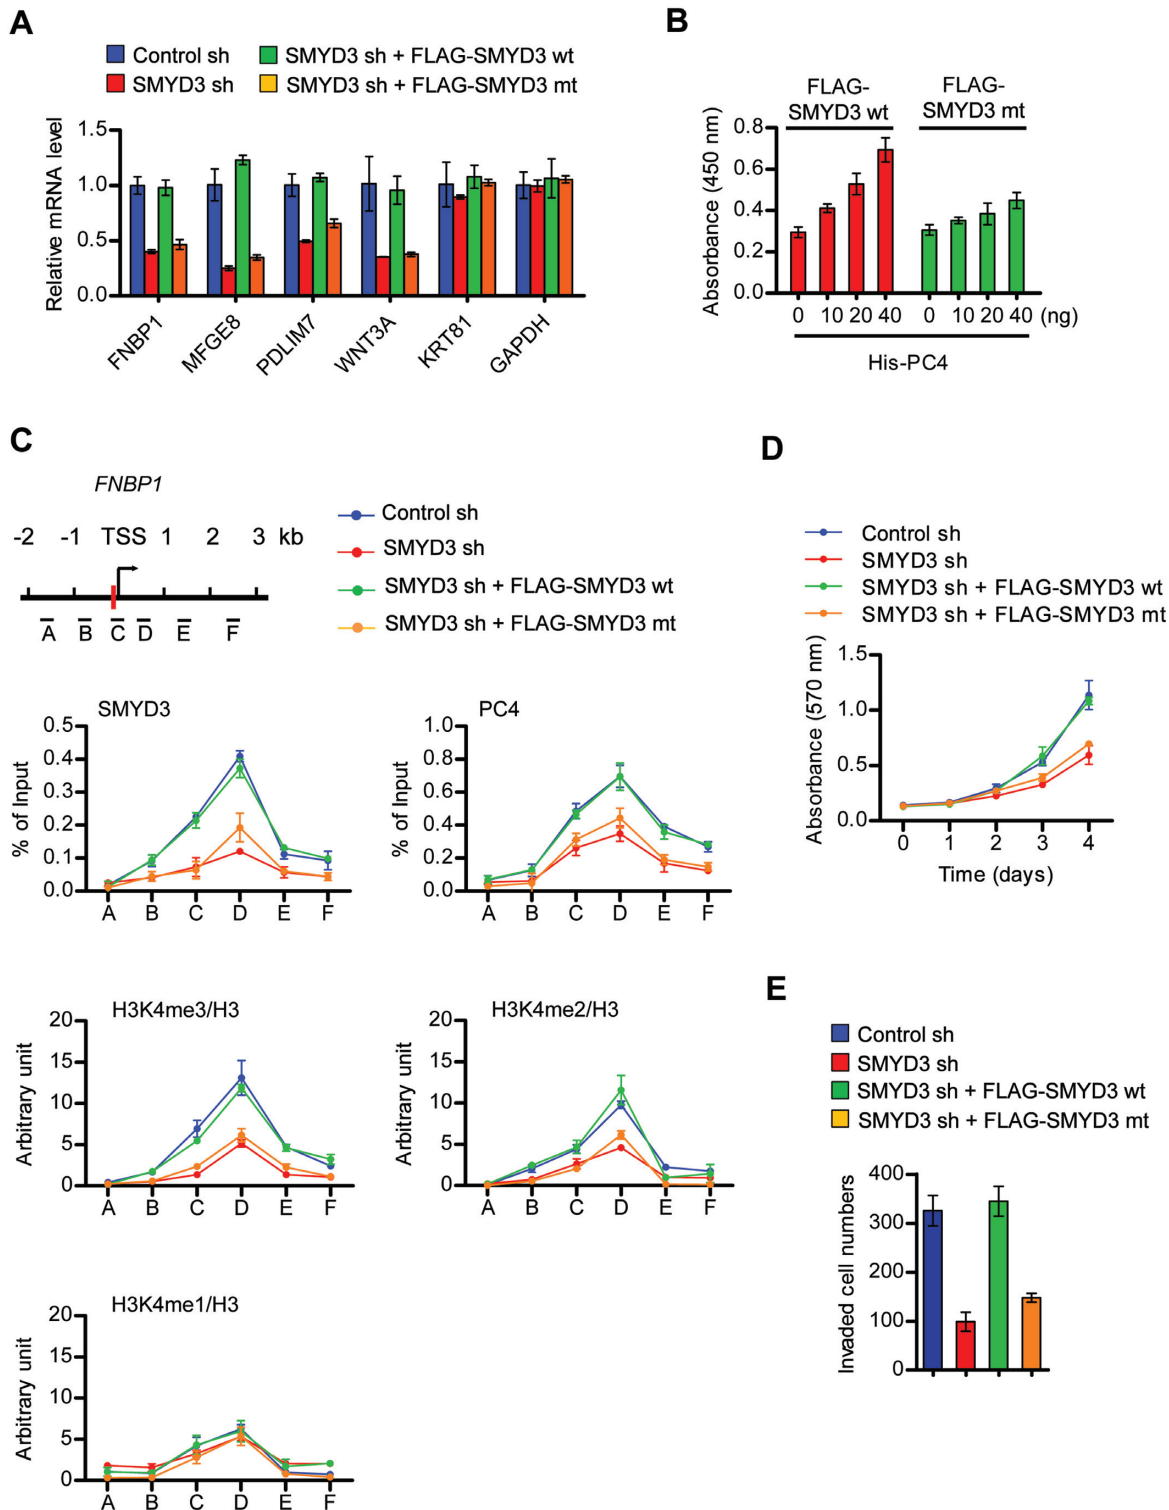 A
Control sh
SMYD3 sh + FLAG-SMYD3 wt
SMYD3 sh
SMYD3 sh + FLAG-SMYD3 mt
Relative mRNA level
1.5
1.0
0.5
0.0
FNBP1
MFGE8
PDLIM7
WNT3A
KRT81
GAPDH
B
FLAG-
SMYD3 wt
FLAG-
SMYD3 mt
Absorbance (450 nm)
0.8
0.6
0.4
0.2
0.0
0 10 20 40 0 10 20 40 (ng)
His-PC4
C
FNBP1
-2 -1 TSS 1 2 3 kb
A B C D E F
Control sh
SMYD3 sh
SMYD3 sh + FLAG-SMYD3 wt
SMYD3 sh + FLAG-SMYD3 mt
SMYD3
% of Input
0.5
0.4
0.3
0.2
0.1
0.0
A B C D E F
PC4
% of Input
1.0
0.8
0.6
0.4
0.2
0.0
A B C D E F
H3K4me3/H3
Arbitrary unit
20
15
10
5
0
A B C D E F
H3K4me2/H3
Arbitrary unit
20
15
10
5
0
A B C D E F
H3K4me1/H3
Arbitrary unit
20
15
10
5
0
A B C D E F
D
Control sh
SMYD3 sh
SMYD3 sh + FLAG-SMYD3 wt
SMYD3 sh + FLAG-SMYD3 mt
Absorbance (570 nm)
1.5
1.0
0.5
0.0
0 1 2 3 4
Time (days)
E
Control sh
SMYD3 sh
SMYD3 sh + FLAG-SMYD3 wt
SMYD3 sh + FLAG-SMYD3 mt
Invaded cell numbers
400
300
200
100
0